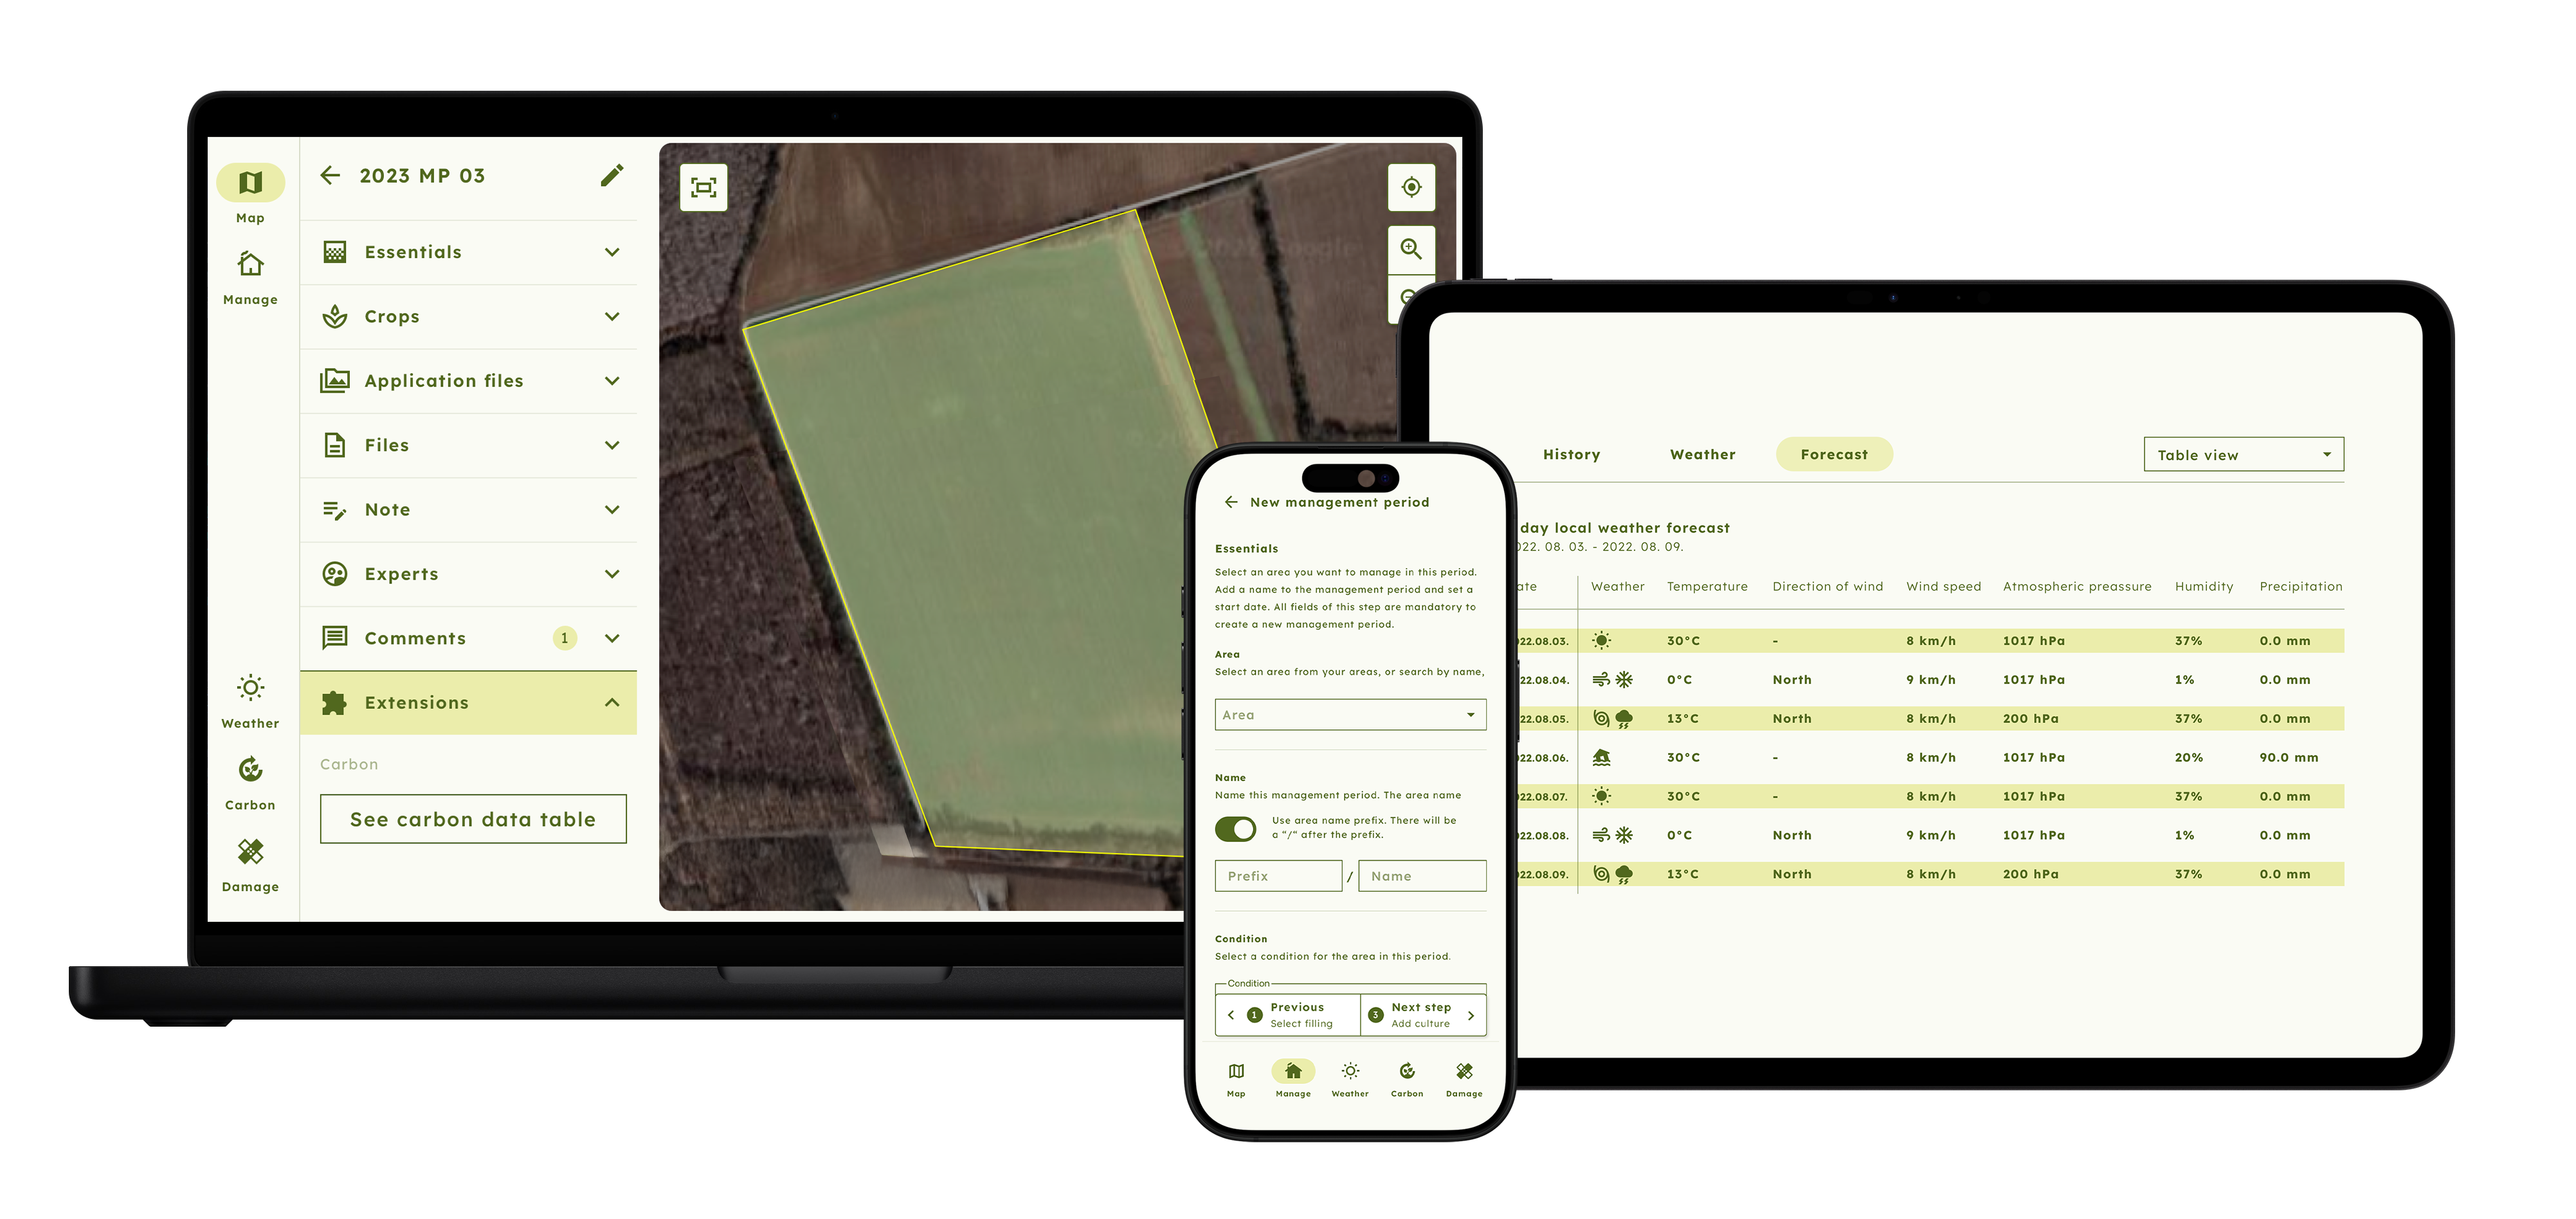 Map
Manage
Weather
Carbon
Damage
2023 MP 03
Essentials
Crops
Application files
Files
Note
Experts
Comments 1
Extensions
Carbon
See carbon data table
New management period
Essentials
Select an area you want to manage in this period.
Add a name to the management period and set a
start date. All fields of this step are mandatory to
create a new management period.
Area
Select an area from your areas, or search by name,
Area
Name
Name this management period. The area name
Use area name prefix. There will be
a “/“ after the prefix.
Prefix / Name
Condition
Select a condition for the area in this period.
Condition
1 Previous
Select filling
3 Next step
Add culture
Map Manage Weather Carbon Damage
History Weather Forecast Table view
day local weather forecast
022. 08. 03. - 2022. 08. 09.
ate Weather Temperature Direction of wind Wind speed Atmospheric preassure Humidity Precipitation
22.08.03. 30°C - 8 km/h 1017 hPa 37% 0.0 mm
22.08.04. 0°C North 9 km/h 1017 hPa 1% 0.0 mm
22.08.05. 13°C North 8 km/h 200 hPa 37% 0.0 mm
22.08.06. 30°C - 8 km/h 1017 hPa 20% 90.0 mm
22.08.07. 30°C - 8 km/h 1017 hPa 37% 0.0 mm
22.08.08. 0°C North 9 km/h 1017 hPa 1% 0.0 mm
22.08.09. 13°C North 8 km/h 200 hPa 37% 0.0 mm